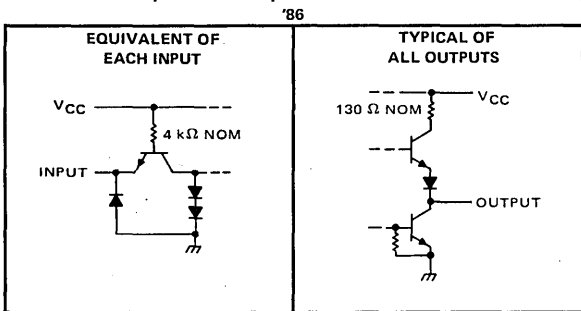 '86
EQUIVALENT OF
EACH INPUT
VCC
4 kΩ NOM
INPUT
TYPICAL OF
ALL OUTPUTS
VCC
130 Ω NOM
OUTPUT